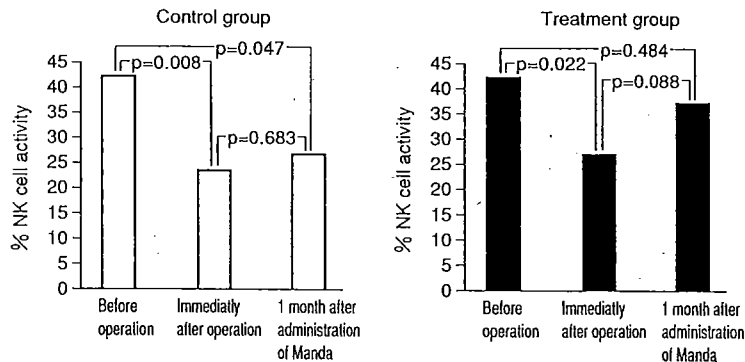 Control group
p=0.047
p=0.008
p=0.683
% NK cell activity
45
40
35
30
25
20
15
10
5
0
Before
operation
Immediatly
after operation
1 month after
administration
of Manda
Treatment group
p=0.484
p=0.022
p=0.088
% NK cell activity
45
40
35
30
25
20
15
10
5
0
Before
operation
Immediatly
after operation
1 month after
administration
of Manda